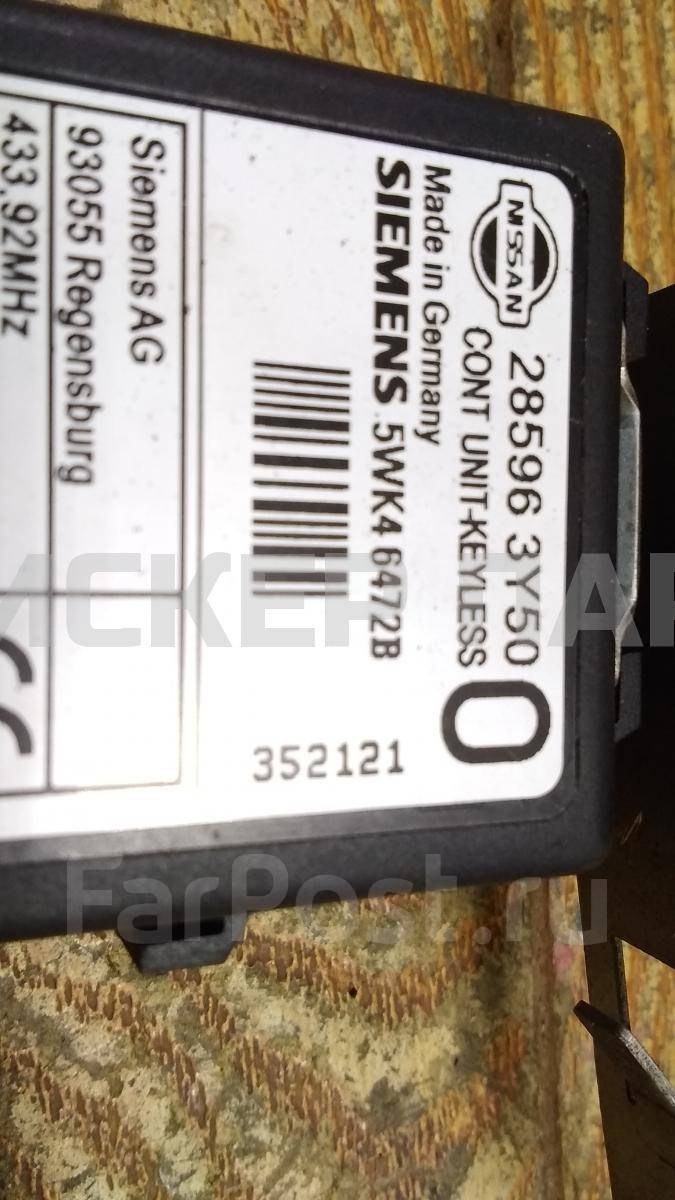 NISSAN
28596 3Y500
CONT UNIT-KEYLESS
Made in Germany
SIEMENS 5WK4 6472B
352121
Siemens AG
93055 Regensburg
433,92MHz
FarPost.ru